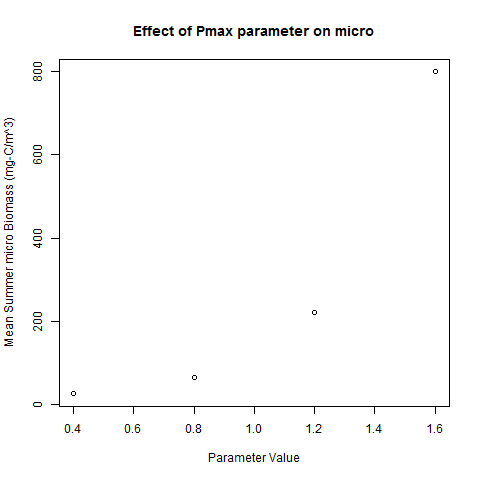 Effect of Pmax parameter on micro
Mean Summer micro Biomass (mg-C/m^3)
800
600
400
200
0
0.4 0.6 0.8 1.0 1.2 1.4 1.6
Parameter Value